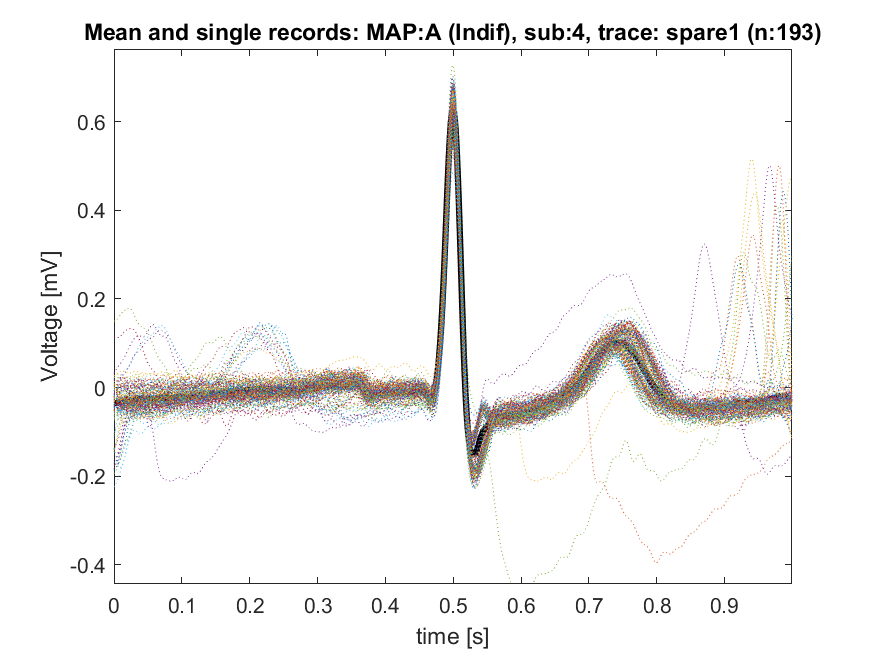 Mean and single records: MAP:A (Indif), sub:4, trace: spare1 (n:193)
Voltage [mV]
0.6
0.4
0.2
0
-0.2
-0.4
0 0.1 0.2 0.3 0.4 0.5 0.6 0.7 0.8 0.9
time [s]